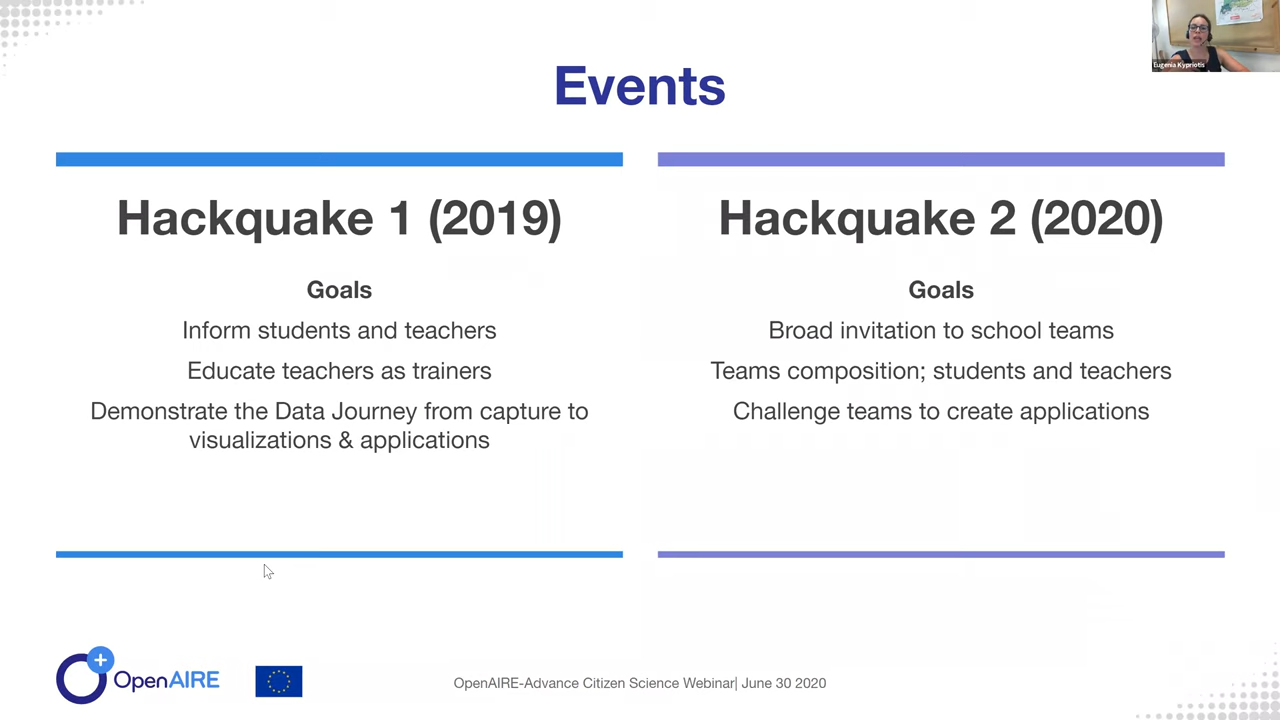 Eugenia Kypriotis
Events
Hackquake 1 (2019)
Goals
Inform students and teachers
Educate teachers as trainers
Demonstrate the Data Journey from capture to
visualizations & applications
Hackquake 2 (2020)
Goals
Broad invitation to school teams
Teams composition; students and teachers
Challenge teams to create applications
OpenAIRE
OpenAIRE-Advance Citizen Science Webinar| June 30 2020